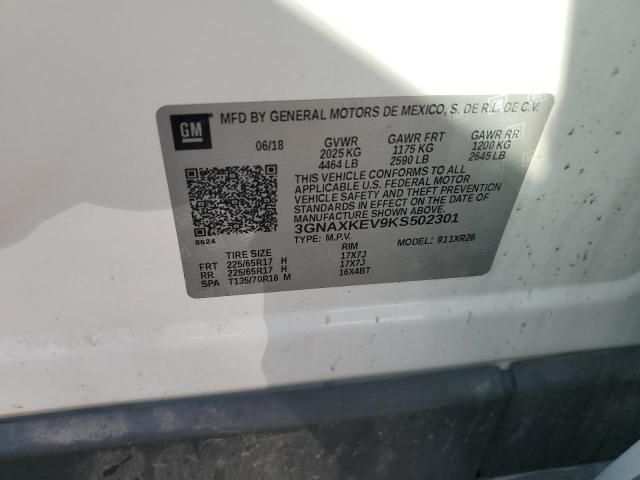 GM
MFD BY GENERAL MOTORS DE MEXICO, S. DE R.L. DE C.V.
06/18 GVWR GAWR FRT GAWR RR
2025 KG 1175 KG 1200 KG
4464 LB 2590 LB 2645 LB
THIS VEHICLE CONFORMS TO ALL
APPLICABLE U.S. FEDERAL MOTOR
VEHICLE SAFETY AND THEFT PREVENTION
STANDARDS IN EFFECT ON THE DATE OF
MANUFACTURE SHOWN ABOVE.
3GNAXKEV9KS502301
TYPE: M.P.V. MODEL: 911XR26
8624
TIRE SIZE RIM
FRT 225/65R17 H 17X7J
RR 225/65R17 H 17X7J
SPA T135/70R16 M 16X4BT